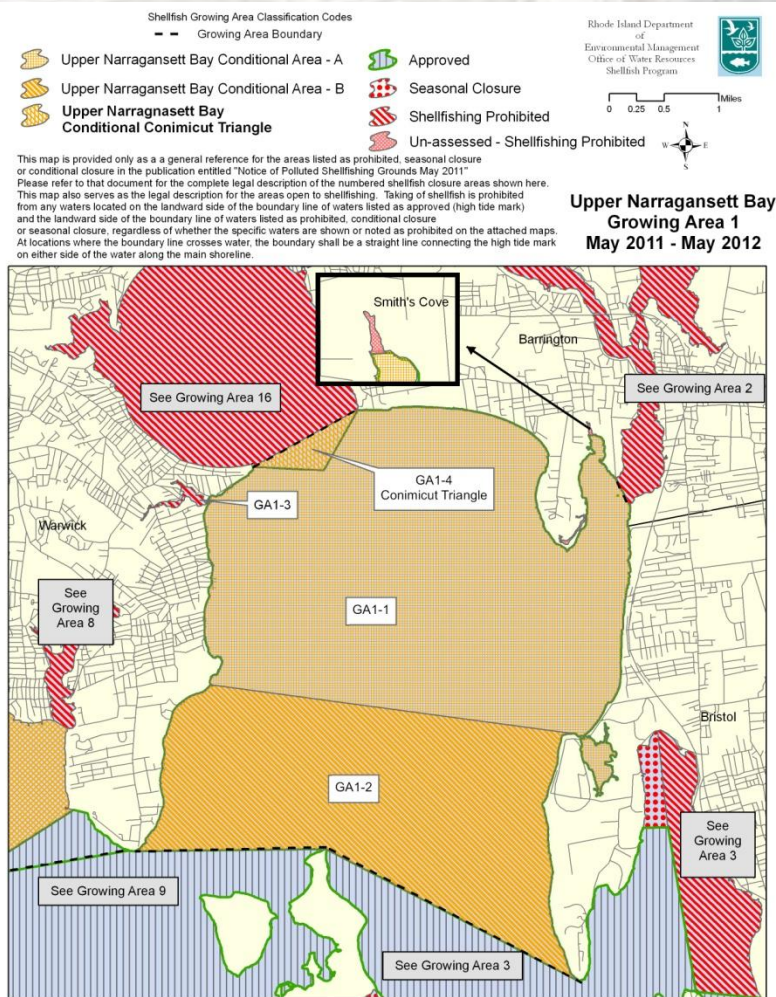 Shellfish Growing Area Classification Codes
Growing Area Boundary
Upper Narragansett Bay Conditional Area - A
Upper Narragansett Bay Conditional Area - B
Upper Narragnasett Bay
Conditional Conimicut Triangle
Approved
Seasonal Closure
Shellfishing Prohibited
Un-assessed - Shellfishing Prohibited
Rhode Island Department
of
Environmental Management
Office of Water Resources
Shellfish Program
Miles
0 0.25 0.5 1
N
W E
S
This map is provided only as a a general reference for the areas listed as prohibited, seasonal closure
or conditional closure in the publication entitled "Notice of Polluted Shellfishing Grounds May 2011"
Please refer to that document for the complete legal description of the numbered shellfish closure areas shown here.
This map also serves as the legal description for the areas open to shellfishing. Taking of shellfish is prohibited
from any waters located on the landward side of the boundary line of waters listed as approved (high tide mark)
and the landward side of the boundary line of waters listed as prohibited, conditional closure
or seasonal closure, regardless of whether the specific waters are shown or noted as prohibited on the attached maps.
At locations where the boundary line crosses water, the boundary shall be a straight line connecting the high tide mark
on either side of the water along the main shoreline.
Upper Narragansett Bay
Growing Area 1
May 2011 - May 2012
Smith's Cove
Barrington
See Growing Area 16
See Growing Area 2
GA1-4
Conimicut Triangle
GA1-3
Warwick
See
Growing
Area 8
GA1-1
Bristol
GA1-2
See
Growing
Area 3
See Growing Area 9
See Growing Area 3